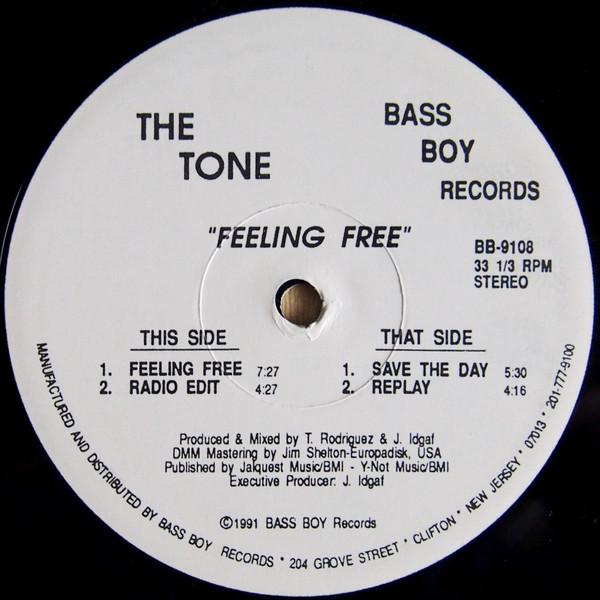 THE
TONE
BASS
BOY
RECORDS
"FEELING FREE"
BB-9108
33 1/3 RPM
STEREO
THIS SIDE
1. FEELING FREE 7:27
2. RADIO EDIT 4:27
THAT SIDE
1. SAVE THE DAY 5:30
2. REPLAY 4:16
Produced & Mixed by T. Rodriquez & J. Idgaf
DMM Mastering by Jim Shelton-Europadisk, USA
Published by Jalquest Music/BMI - Y-Not Music/BMI
Executive Producer: J. Idgaf
©1991 BASS BOY Records
MANUFACTURED AND DISTRIBUTED BY BASS BOY RECORDS * 204 GROVE STREET * CLIFTON * NEW JERSEY * 07013 * 201-777-9100